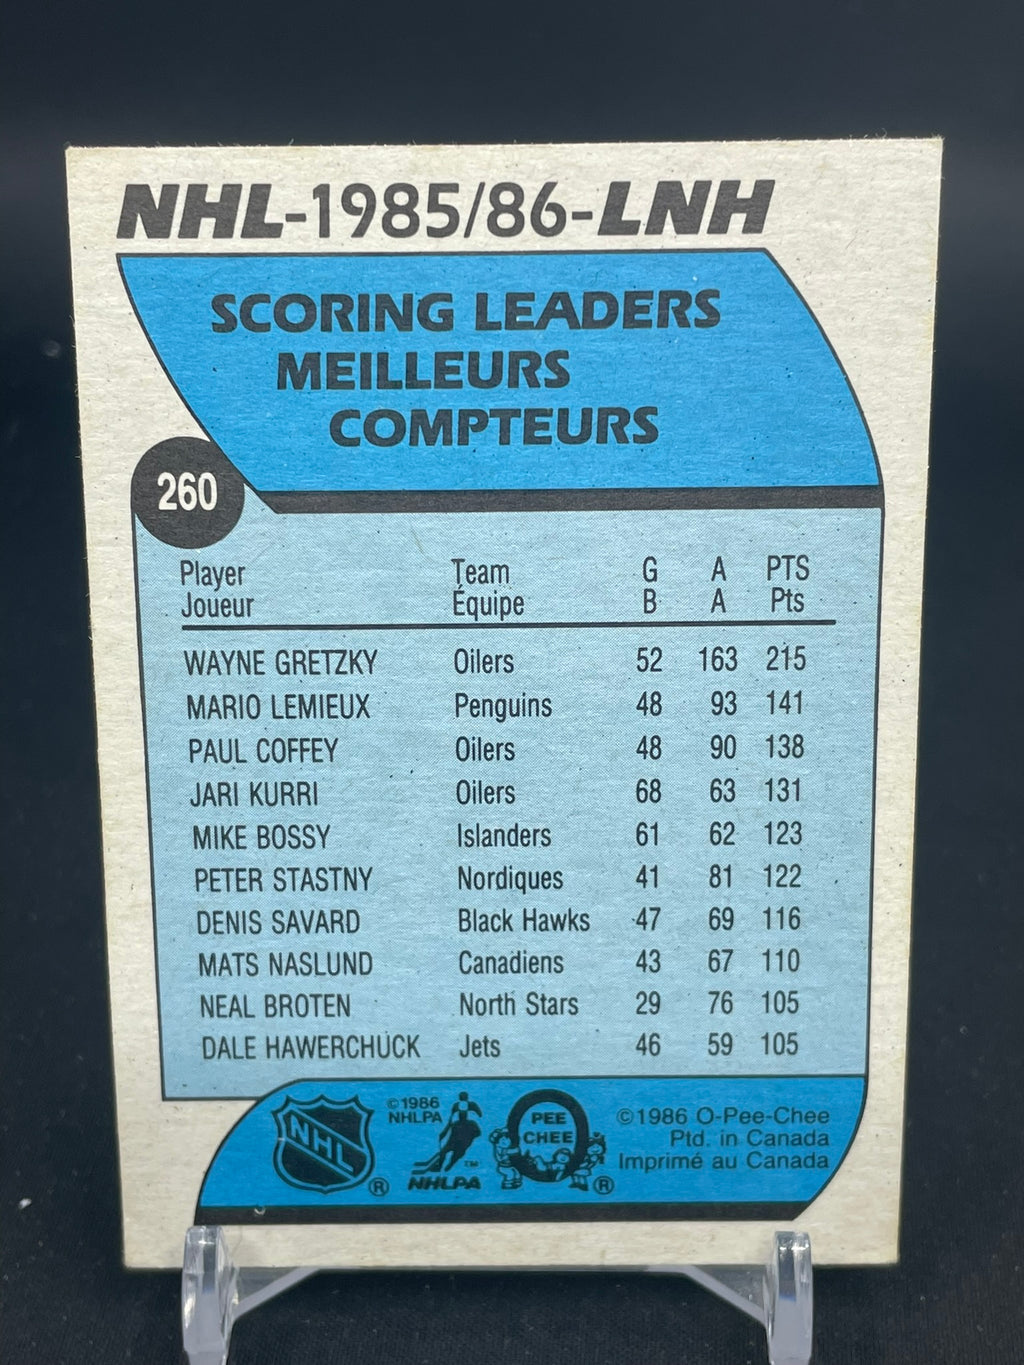 NHL-1985/86-LNH
SCORING LEADERS
MEILLEURS
COMPTEURS
260
Player Team G A PTS
Joueur Équipe B A Pts
WAYNE GRETZKY Oilers 52 163 215
MARIO LEMIEUX Penguins 48 93 141
PAUL COFFEY Oilers 48 90 138
JARI KURRI Oilers 68 63 131
MIKE BOSSY Islanders 61 62 123
PETER STASTNY Nordiques 41 81 122
DENIS SAVARD Black Hawks 47 69 116
MATS NASLUND Canadiens 43 67 110
NEAL BROTEN North Stars 29 76 105
DALE HAWERCHUCK Jets 46 59 105
NHL ®
©1986
NHLPA
™
NHLPA
PEE
CHEE
®
©1986 O-Pee-Chee
Ptd. in Canada
Imprimé au Canada